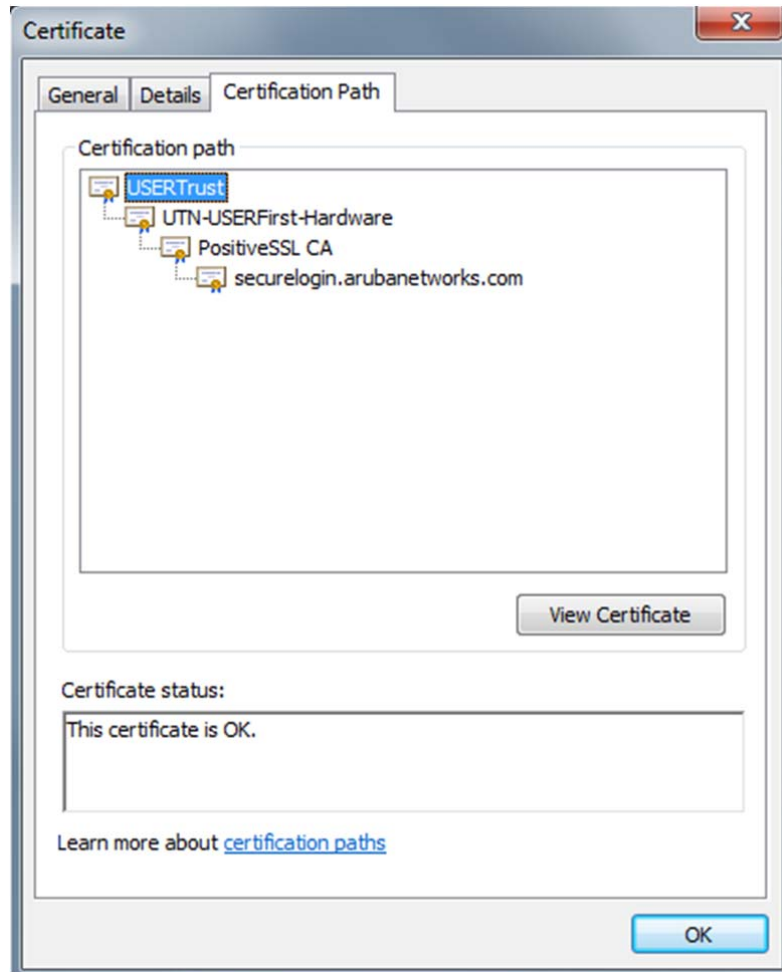 Certificate
General Details Certification Path
Certification path
USERTrust
UTN-USERFirst-Hardware
PositiveSSL CA
securelogin.arubanetworks.com
View Certificate
Certificate status:
This certificate is OK.
Learn more about certification paths
OK